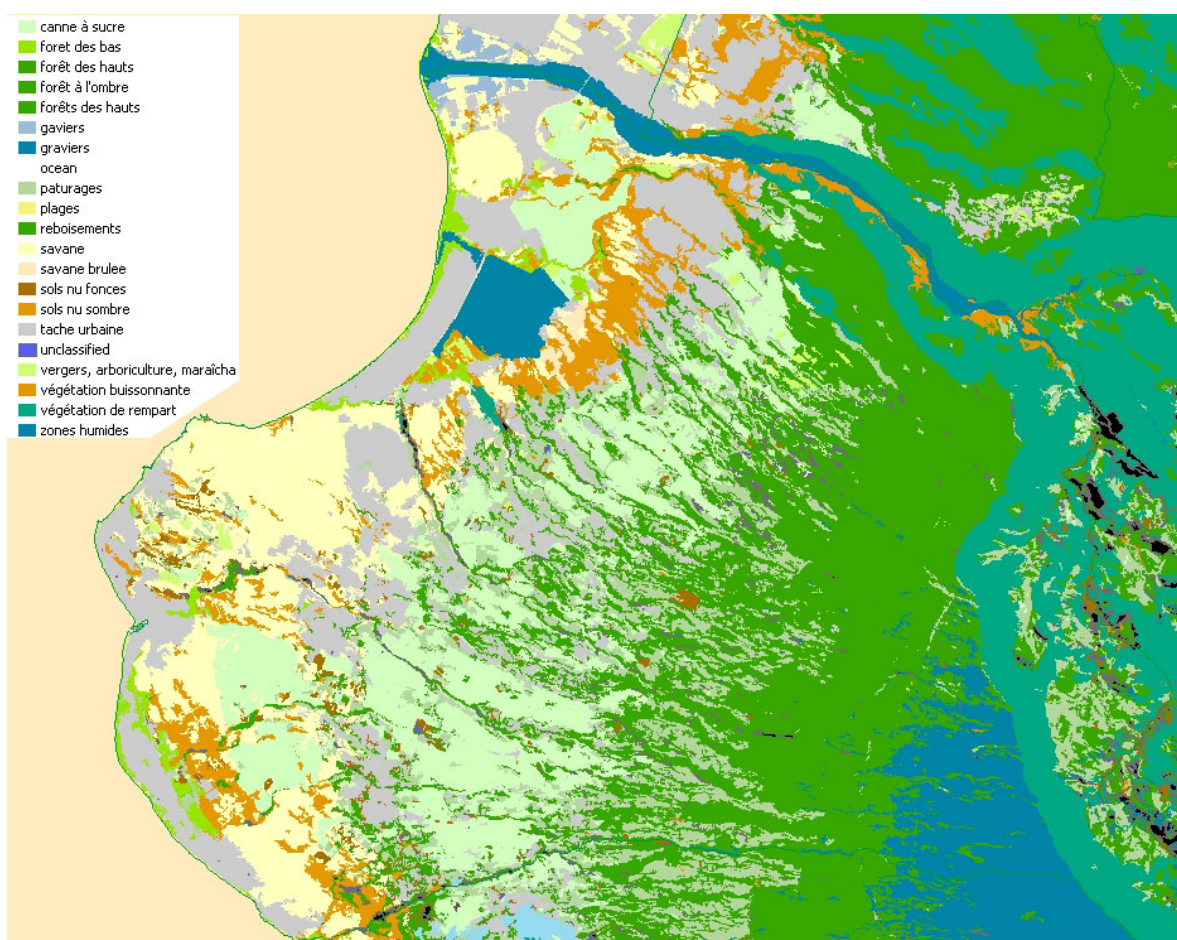 canne à sucre
foret des bas
forêt des hauts
forêt à l'ombre
forêts des hauts
gaviers
graviers
ocean
paturages
plages
reboisements
savane
savane brulee
sols nu fonces
sols nu sombre
tache urbaine
unclassified
vergers, arboriculture, maraîcha
végétation buissonnante
végétation de rempart
zones humides